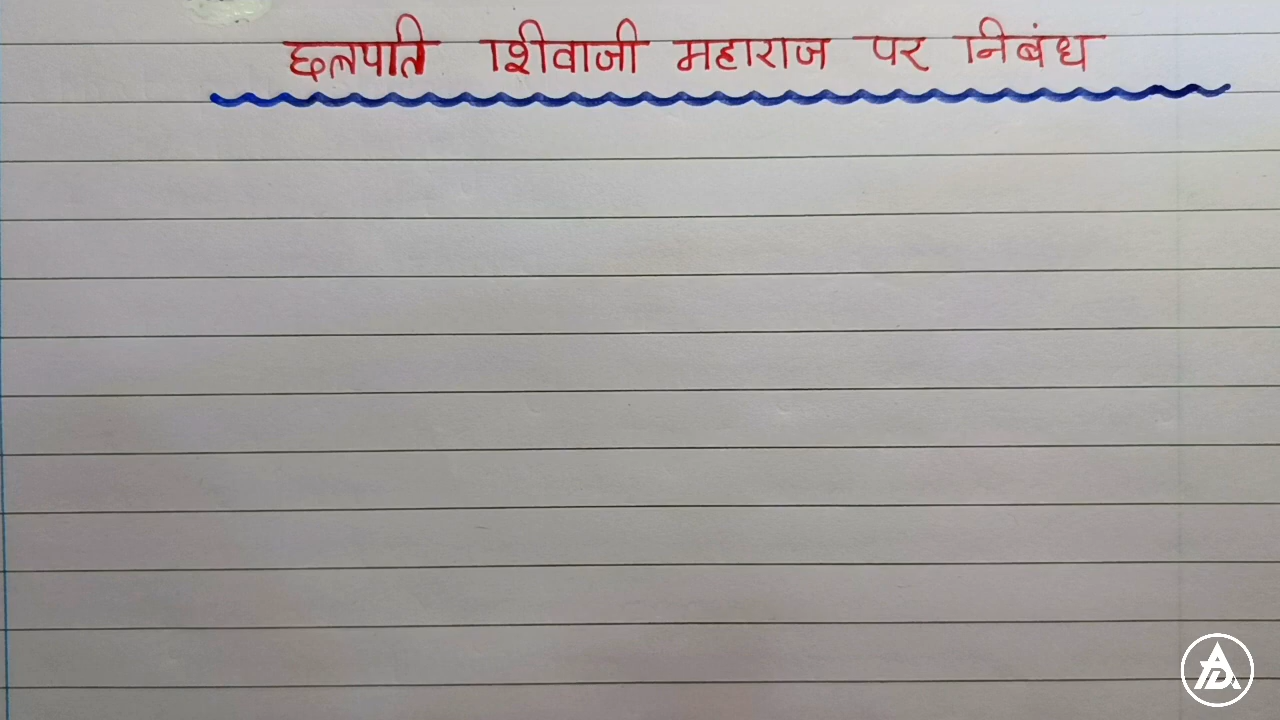 छत्रपति शिवाजी महाराज पर निबंध